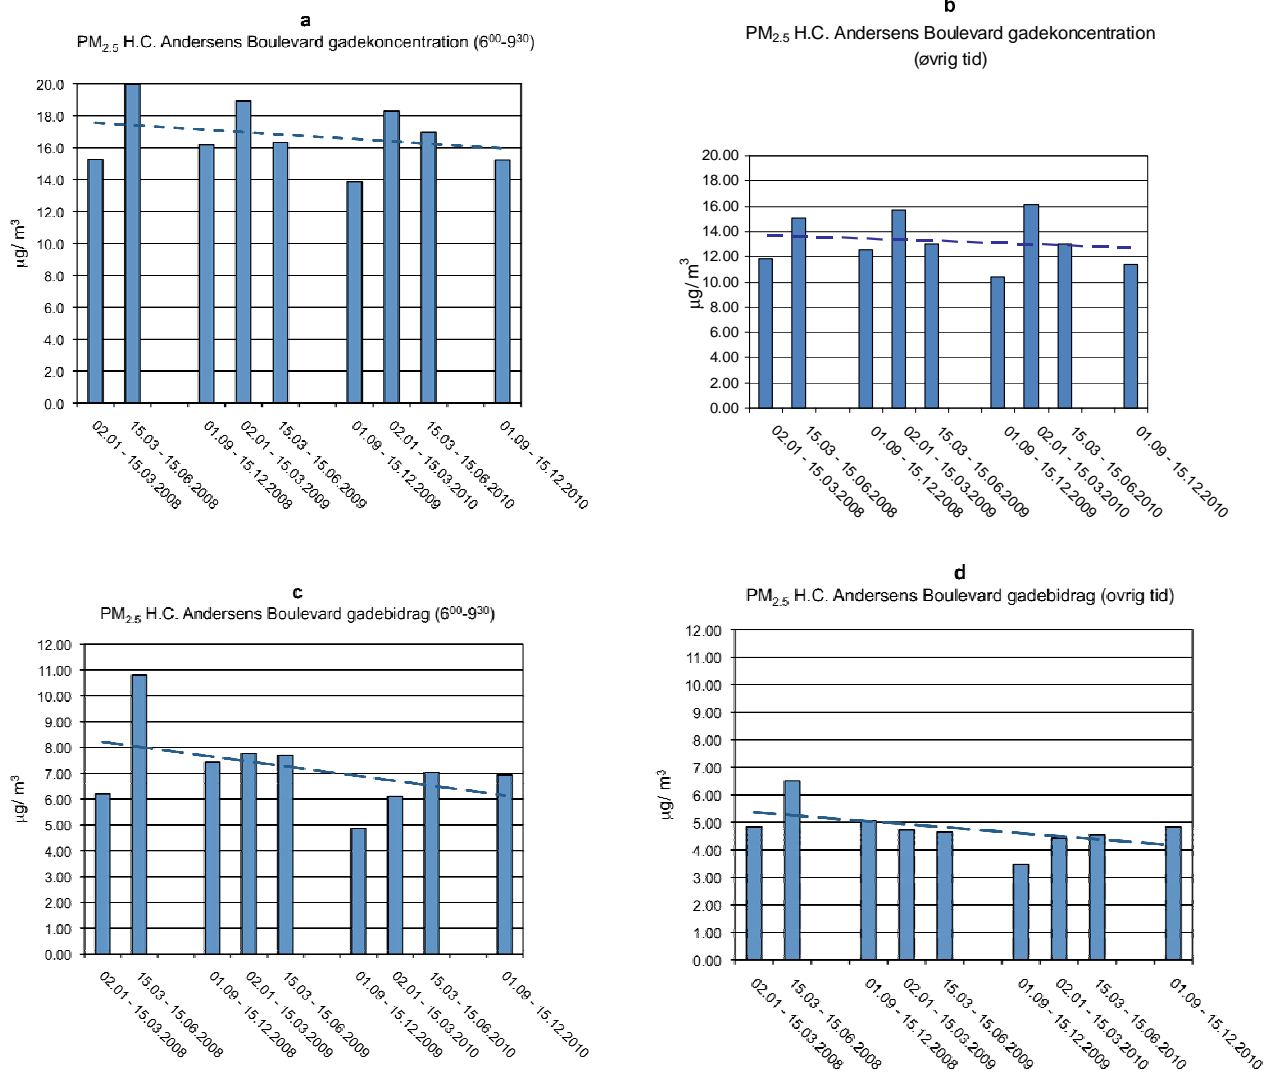 a
PM2.5 H.C. Andersens Boulevard gadekoncentration (6⁰⁰-9³⁰)
20.0
18.0
16.0
14.0
12.0
10.0
8.0
6.0
4.0
2.0
0.0
µg/ m³
02.01 - 15.03.2008
15.03 - 15.06.2008
01.09 - 15.12.2008
02.01 - 15.03.2009
15.03 - 15.06.2009
01.09 - 15.12.2009
02.01 - 15.03.2010
15.03 - 15.06.2010
01.09 - 15.12.2010
b
PM2.5 H.C. Andersens Boulevard gadekoncentration
(øvrig tid)
20.00
18.00
16.00
14.00
12.00
10.00
8.00
6.00
4.00
2.00
0.00
µg/ m³
02.01 - 15.03.2008
15.03 - 15.06.2008
01.09 - 15.12.2008
02.01 - 15.03.2009
15.03 - 15.06.2009
01.09 - 15.12.2009
02.01 - 15.03.2010
15.03 - 15.06.2010
01.09 - 15.12.2010
c
PM2.5 H.C. Andersens Boulevard gadebidrag (6⁰⁰-9³⁰)
12.00
11.00
10.00
9.00
8.00
7.00
6.00
5.00
4.00
3.00
2.00
1.00
0.00
µg/ m³
02.01 - 15.03.2008
15.03 - 15.06.2008
01.09 - 15.12.2008
02.01 - 15.03.2009
15.03 - 15.06.2009
01.09 - 15.12.2009
02.01 - 15.03.2010
15.03 - 15.06.2010
01.09 - 15.12.2010
d
PM2.5 H.C. Andersens Boulevard gadebidrag (ovrig tid)
12.00
11.00
10.00
9.00
8.00
7.00
6.00
5.00
4.00
3.00
2.00
1.00
0.00
µg/ m³
02.01 - 15.03.2008
15.03 - 15.06.2008
01.09 - 15.12.2008
02.01 - 15.03.2009
15.03 - 15.06.2009
01.09 - 15.12.2009
02.01 - 15.03.2010
15.03 - 15.06.2010
01.09 - 15.12.2010